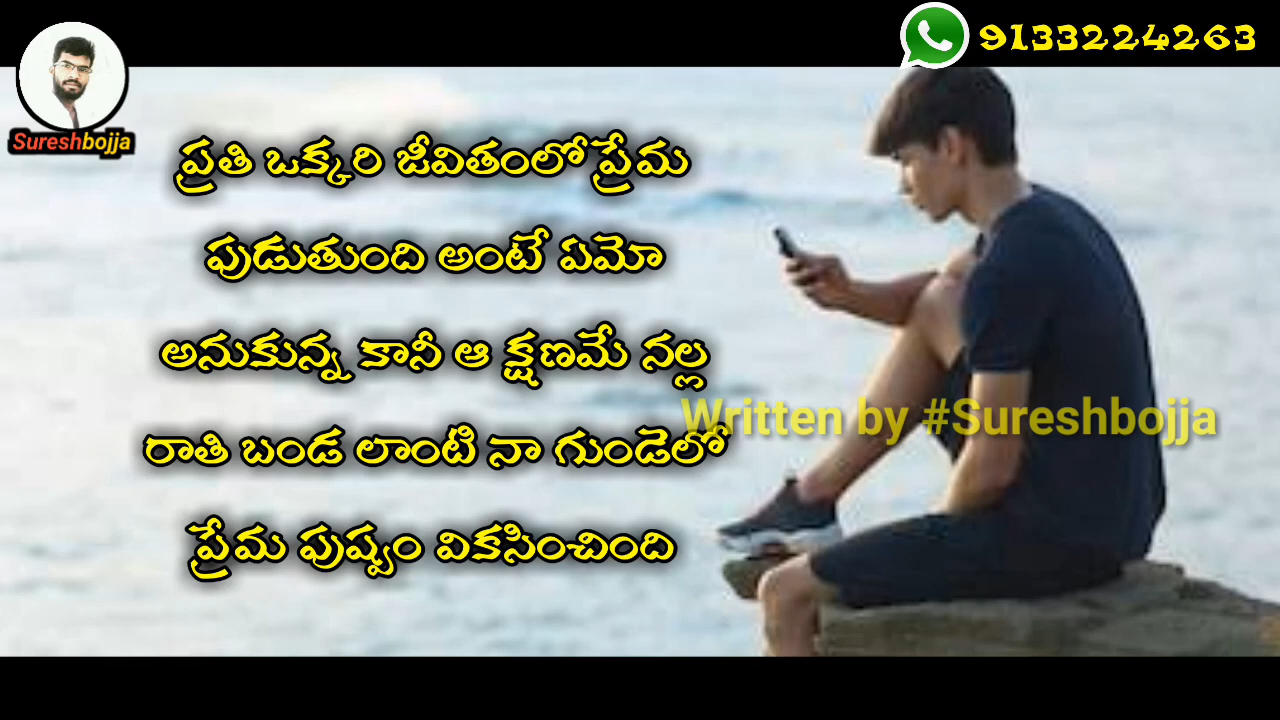 9133224263
Sureshbojja
ప్రతి ఒక్కరి జీవితంలో ప్రేమ
పుడుతుంది అంటే ఏమో
అనుకున్న కానీ ఆ క్షణమే నల్ల
రాతి బండ లాంటి నా గుండెలో
ప్రేమ పుష్పం వికసించింది
Written by #Sureshbojja